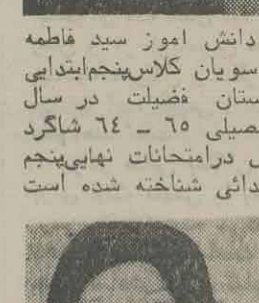 دانش اموز سید فاطمه
سویان کلاس‌پنجم‌ابتدایی
ستان فضیلت در سال
صیلی ٦٥ – ٦٤ شاگرد
درامتحانات نهایی‌پنجم
دائی شناخته شده است